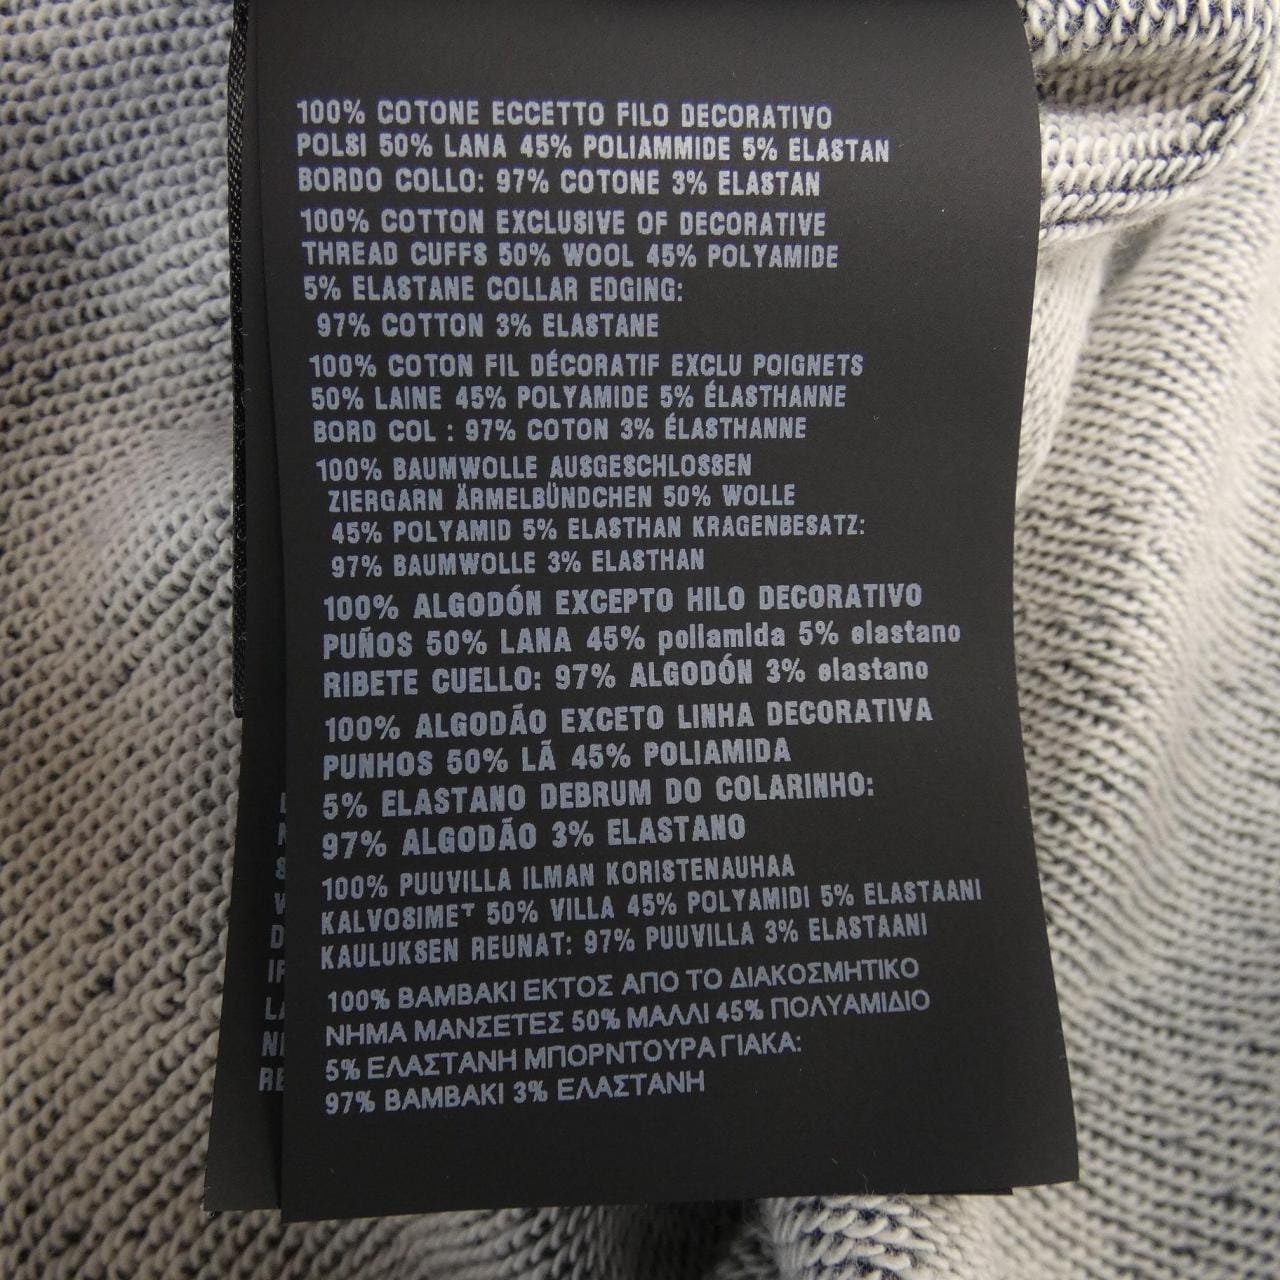 100% COTONE ECCETTO FILO DECORATIVO
POLSI 50% LANA 45% POLIAMMIDE 5% ELASTAN
BORDO COLLO: 97% COTONE 3% ELASTAN
100% COTTON EXCLUSIVE OF DECORATIVE
THREAD CUFFS 50% WOOL 45% POLYAMIDE
5% ELASTANE COLLAR EDGING:
97% COTTON 3% ELASTANE
100% COTON FIL DÉCORATIF EXCLU POIGNETS
50% LAINE 45% POLYAMIDE 5% ÉLASTHANNE
BORD COL : 97% COTON 3% ÉLASTHANNE
100% BAUMWOLLE AUSGESCHLOSSEN
ZIERGARN ÄRMELBÜNDCHEN 50% WOLLE
45% POLYAMID 5% ELASTHAN KRAGENBESATZ:
97% BAUMWOLLE 3% ELASTHAN
100% ALGODÓN EXCEPTO HILO DECORATIVO
PUÑOS 50% LANA 45% poliamida 5% elastano
RIBETE CUELLO: 97% ALGODÓN 3% elastano
100% ALGODÃO EXCETO LINHA DECORATIVA
PUNHOS 50% LÃ 45% POLIAMIDA
5% ELASTANO DEBRUM DO COLARINHO:
97% ALGODÃO 3% ELASTANO
100% PUUVILLA ILMAN KORISTENAUHAA
KALVOSIMET 50% VILLA 45% POLYAMIDI 5% ELASTAANI
KAULUKSEN REUNAT: 97% PUUVILLA 3% ELASTAANI
100% ΒΑΜΒΑΚΙ ΕΚΤΟΣ ΑΠΟ ΤΟ ΔΙΑΚΟΣΜΗΤΙΚΟ
ΝΗΜΑ ΜΑΝΣΕΤΕΣ 50% ΜΑΛΛΙ 45% ΠΟΛΥΑΜΙΔΙΟ
5% ΕΛΑΣΤΑΝΗ ΜΠΟΡΝΤΟΥΡΑ ΓΙΑΚΑ:
97% ΒΑΜΒΑΚΙ 3% ΕΛΑΣΤΑΝΗ